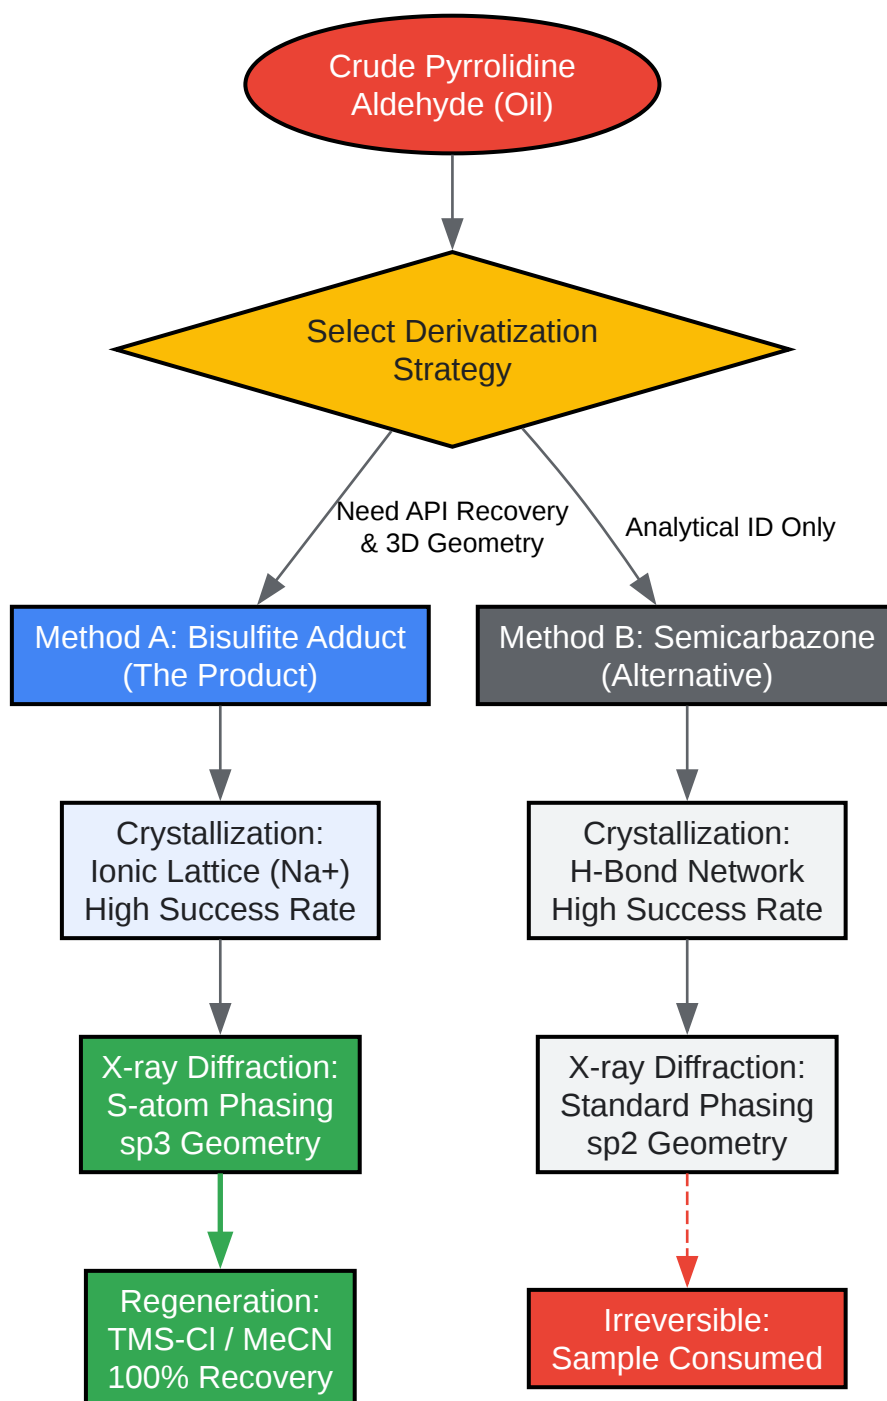 Crude Pyrrolidine
Aldehyde (Oil)
Select Derivatization
Strategy
Need API Recovery
& 3D Geometry
Analytical ID Only
Method A: Bisulfite Adduct
(The Product)
Method B: Semicarbazone
(Alternative)
Crystallization:
Ionic Lattice (Na+)
High Success Rate
Crystallization:
H-Bond Network
High Success Rate
X-ray Diffraction:
S-atom Phasing
sp3 Geometry
X-ray Diffraction:
Standard Phasing
sp2 Geometry
Regeneration:
TMS-Cl / MeCN
100% Recovery
Irreversible:
Sample Consumed